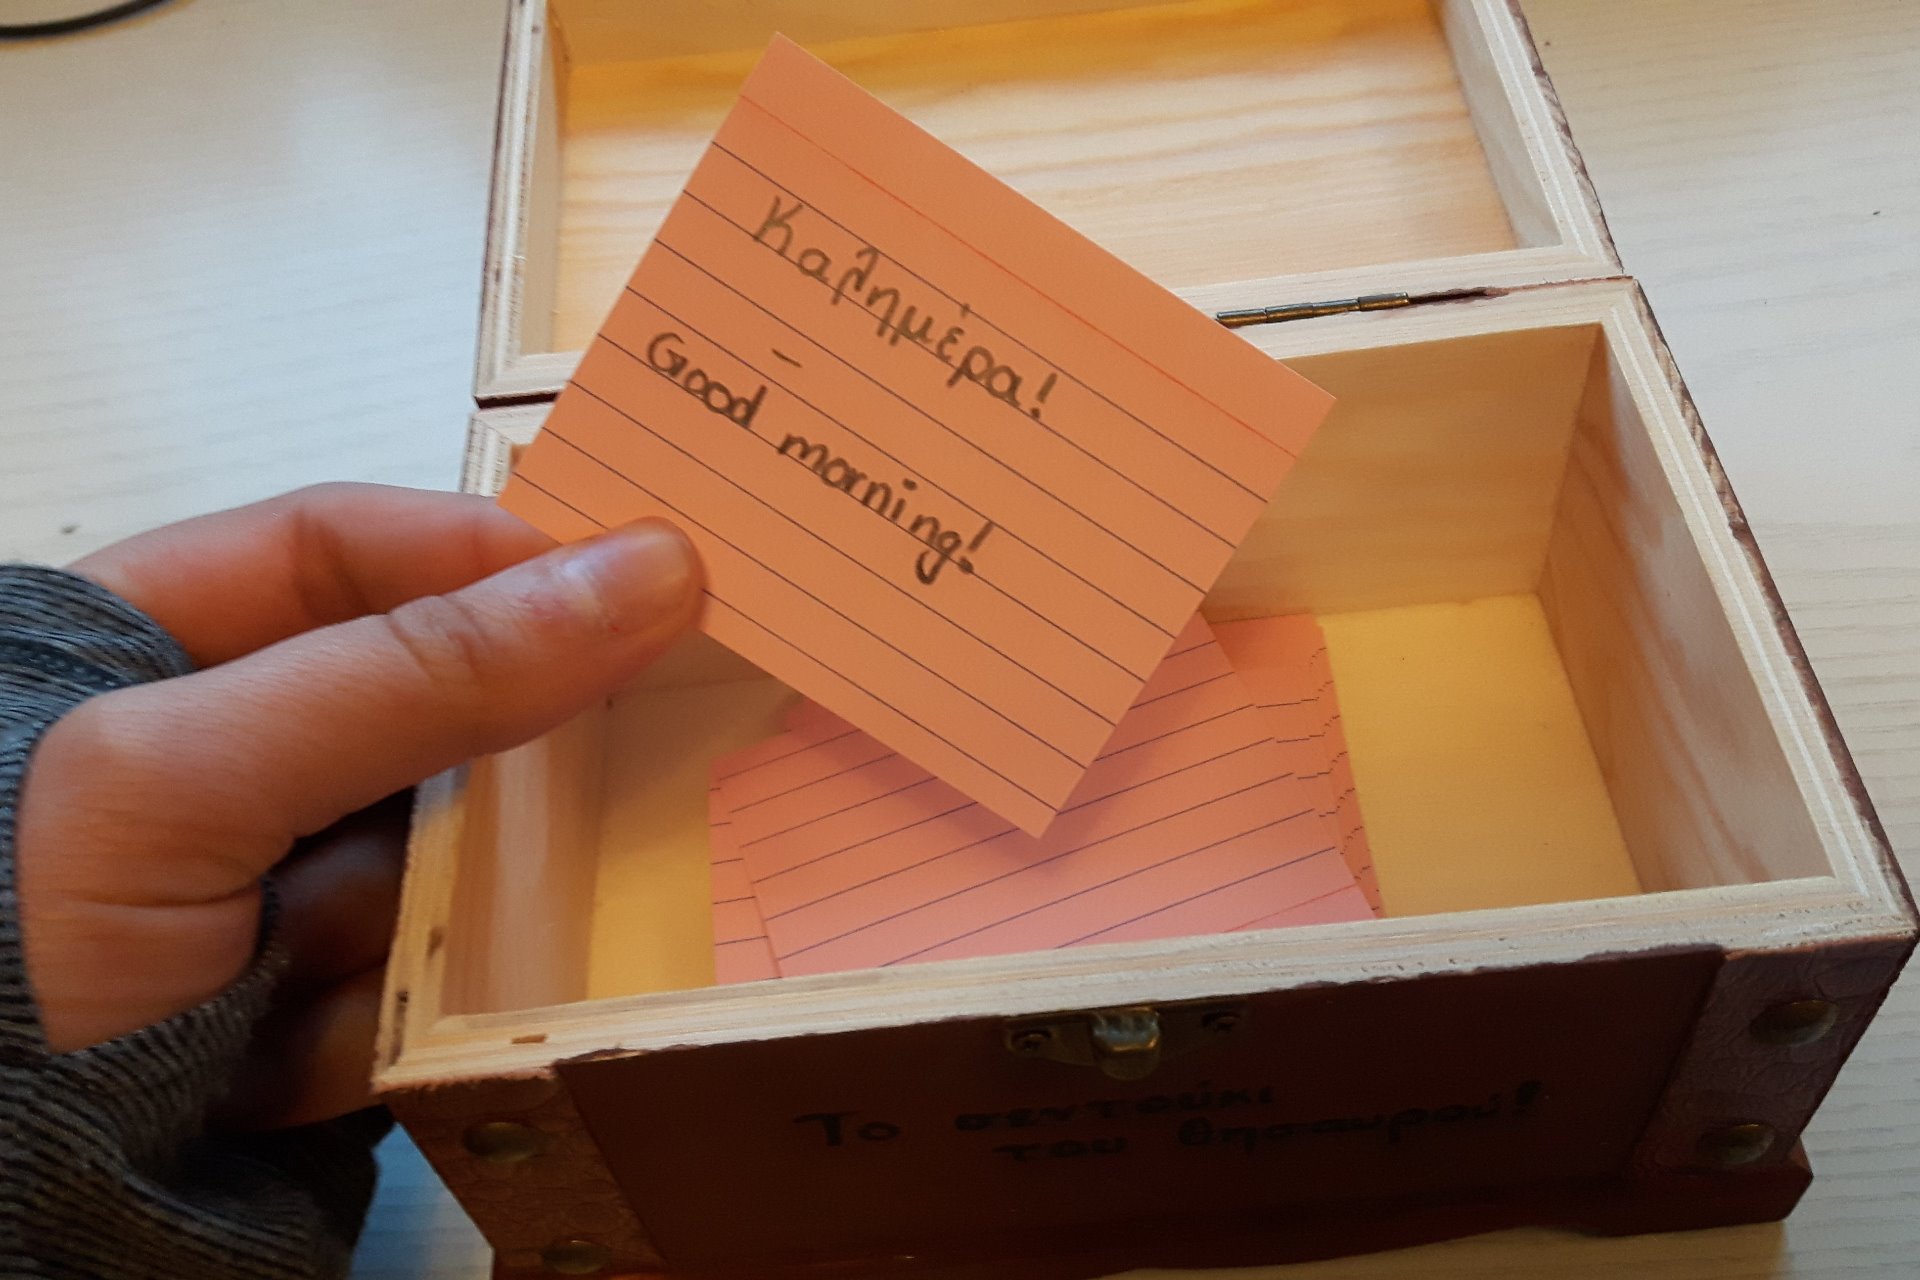 Καλημέρα!
-
Good morning!
Το σεντούκι
του θησαυρού!